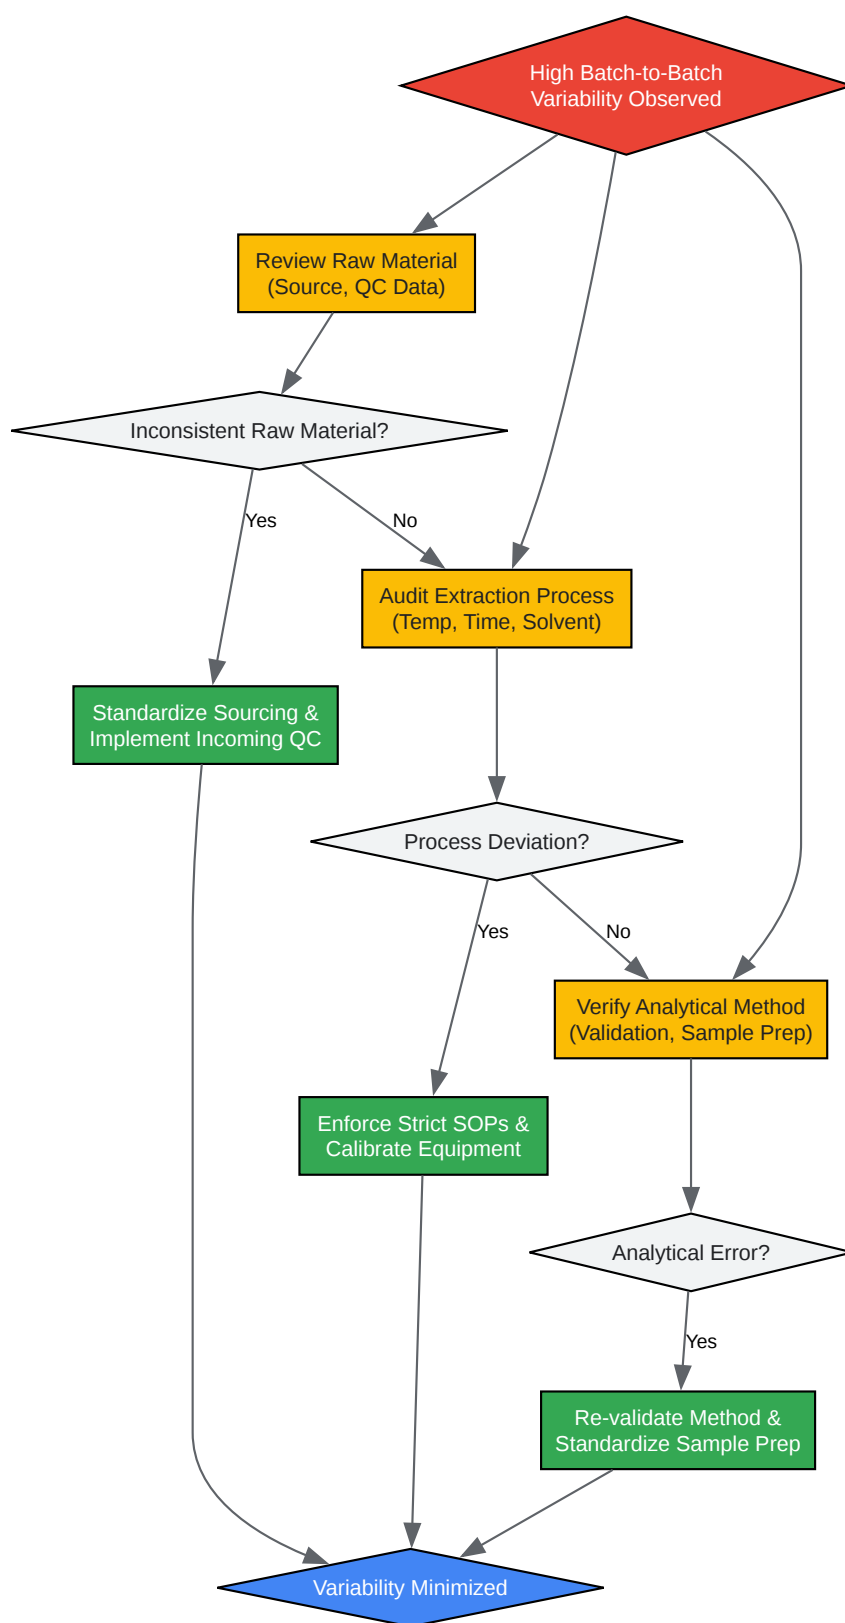 High Batch-to-Batch
Variability Observed
Review Raw Material
(Source, QC Data)
Inconsistent Raw Material?
Yes
No
Audit Extraction Process
(Temp, Time, Solvent)
Standardize Sourcing &
Implement Incoming QC
Process Deviation?
Yes
No
Verify Analytical Method
(Validation, Sample Prep)
Enforce Strict SOPs &
Calibrate Equipment
Analytical Error?
Yes
Re-validate Method &
Standardize Sample Prep
Variability Minimized